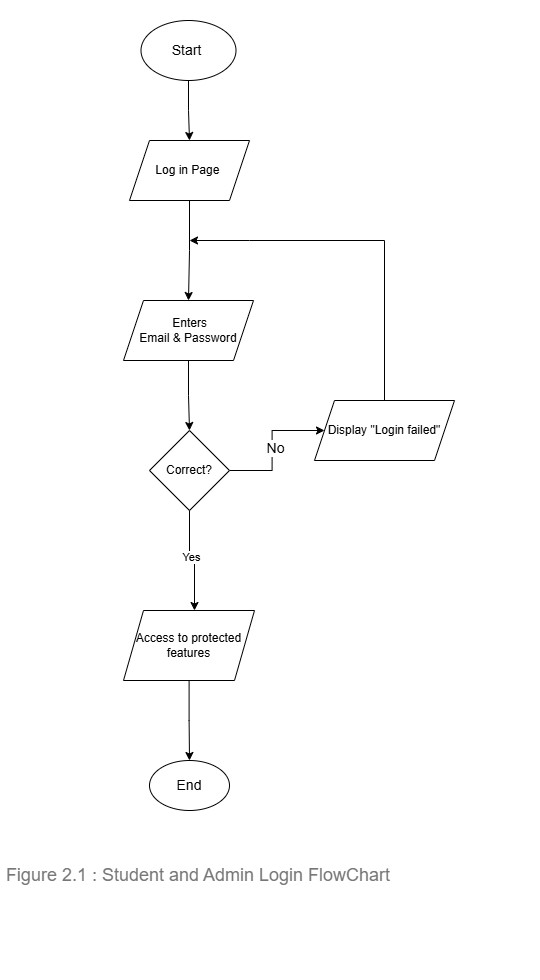 Start
Log in Page
Enters
Email & Password
Display "Login failed"
No
Correct?
Yes
Access to protected
features
End
Figure 2.1 : Student and Admin Login FlowChart